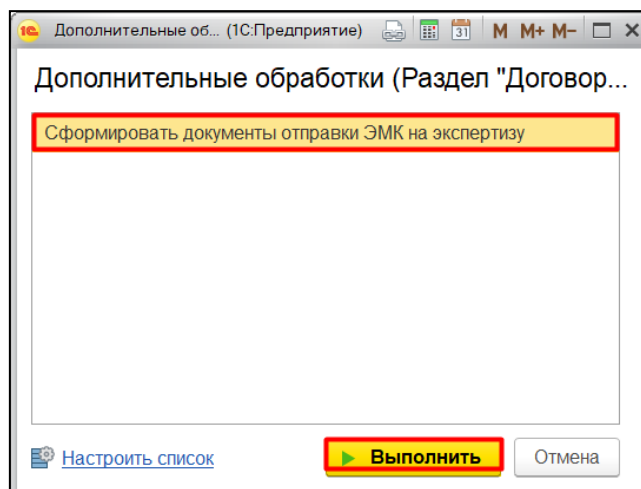 1С Дополнительные об... (1С:Предприятие) 31 M M+ M-
Дополнительные обработки (Раздел "Договор...
Сформировать документы отправки ЭМК на экспертизу
Настроить список Выполнить Отмена